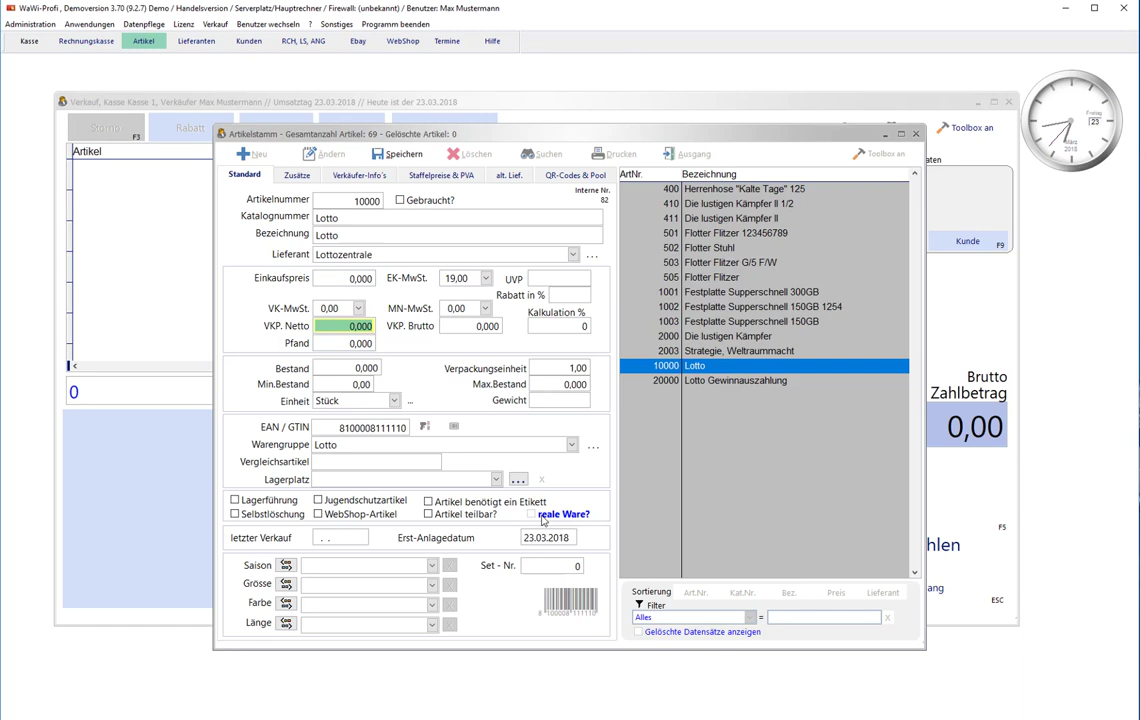 WaWi-Profi , Demoversion 3.70 (9.2.7) Demo / Handelsversion / Serverplatz/Hauptrechner / Firewall: (unbekannt) / Benutzer: Max Mustermann
Administration Anwendungen Datenpflege Lizenz Verkauf Benutzer wechseln ? Sonstiges Programm beenden
Kasse Rechnungskasse Artikel Lieferanten Kunden RCH, LS, ANG Ebay WebShop Termine Hilfe
Verkauf, Kasse Kasse 1, Verkäufer Max Mustermann // Umsatztag 23.03.2018 // Heute ist der 23.03.2018
Storno F3 Rabatt Toolbox an
Freitag
23
März
2018
Artikel
aten
Kunde F9
0
Brutto
Zahlbetrag
0,00
F5
hlen
ang
ESC
Artikelstamm - Gesamtanzahl Artikel: 69 - Gelöschte Artikel: 0
Neu Ändern Speichern Löschen Suchen Drucken Ausgang Toolbox an
Standard Zusätze Verkäufer-Info's Staffelpreise & PVA alt. Lief. QR-Codes & Pool
Interne Nr.
82
Artikelnummer 10000 Gebraucht?
Katalognummer Lotto
Bezeichnung Lotto
Lieferant Lottozentrale ...
Einkaufspreis 0,000 EK-MwSt. 19,00 UVP
Rabatt in %
VK-MwSt. 0,00 MN-MwSt. 0,00 Kalkulation %
VKP. Netto 0,000 VKP. Brutto 0,000 0
Pfand 0,000
Bestand 0,000 Verpackungseinheit 1,00
Min.Bestand 0,00 Max.Bestand 0,000
Einheit Stück ... Gewicht
EAN / GTIN 8100008111110
Warengruppe Lotto ...
Vergleichsartikel
Lagerplatz ... x
Lagerführung Jugendschutzartikel Artikel benötigt ein Etikett
Selbstlöschung WebShop-Artikel Artikel teilbar? reale Ware?
letzter Verkauf . . Erst-Anlagedatum 23.03.2018
Saison Set - Nr. 0
Grösse
Farbe
Länge
8 100008 111110
ArtNr. Bezeichnung
400 Herrenhose "Kalte Tage" 125
410 Die lustigen Kämpfer II 1/2
411 Die lustigen Kämpfer II
501 Flotter Flitzer 123456789
502 Flotter Stuhl
503 Flotter Flitzer G/5 F/W
505 Flotter Flitzer
1001 Festplatte Supperschnell 300GB
1002 Festplatte Supperschnell 150GB 1254
1003 Festplatte Supperschnell 150GB
2000 Die lustigen Kämpfer
2003 Strategie, Weltraummacht
10000 Lotto
20000 Lotto Gewinnauszahlung
Sortierung Art.Nr. Kat.Nr. Bez. Preis Lieferant
Filter
Alles = x
Gelöschte Datensätze anzeigen